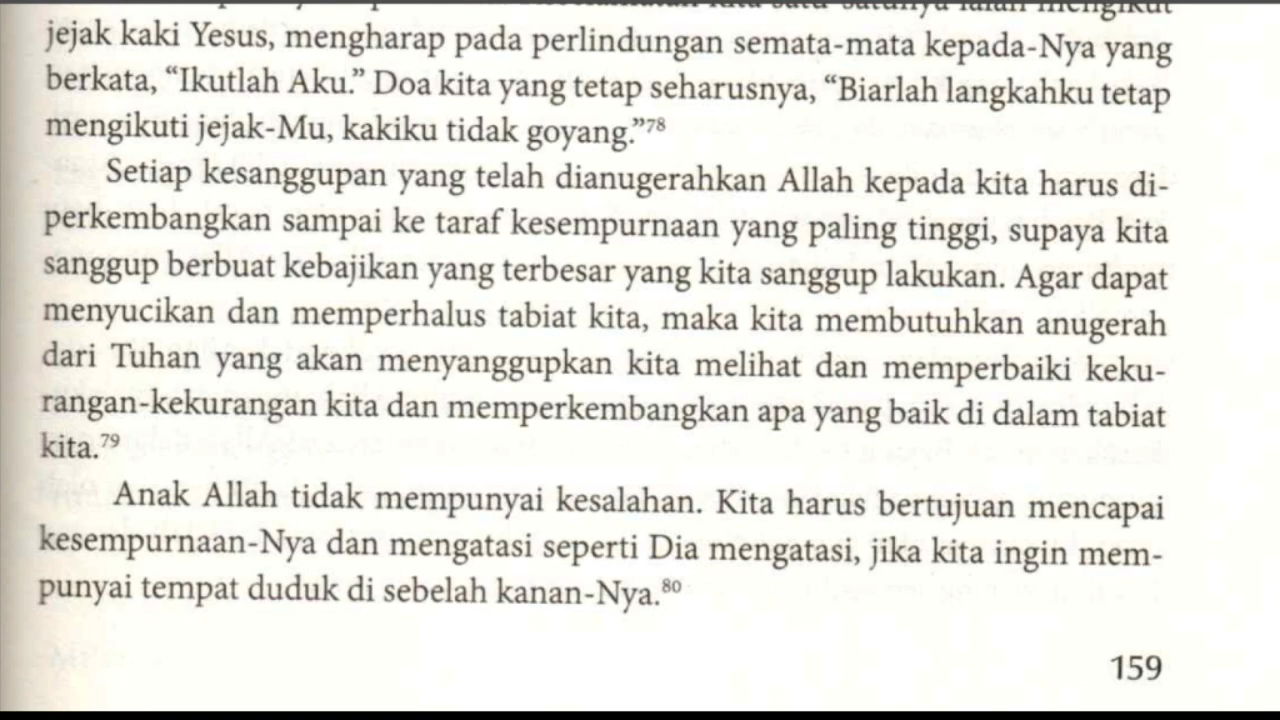 jejak kaki Yesus, mengharap pada perlindungan semata-mata kepada-Nya yang
berkata, “Ikutlah Aku.” Doa kita yang tetap seharusnya, “Biarlah langkahku tetap
mengikuti jejak-Mu, kakiku tidak goyang.”⁷⁸
Setiap kesanggupan yang telah dianugerahkan Allah kepada kita harus di-
perkembangkan sampai ke taraf kesempurnaan yang paling tinggi, supaya kita
sanggup berbuat kebajikan yang terbesar yang kita sanggup lakukan. Agar dapat
menyucikan dan memperhalus tabiat kita, maka kita membutuhkan anugerah
dari Tuhan yang akan menyanggupkan kita melihat dan memperbaiki keku-
rangan-kekurangan kita dan memperkembangkan apa yang baik di dalam tabiat
kita.⁷⁹
Anak Allah tidak mempunyai kesalahan. Kita harus bertujuan mencapai
kesempurnaan-Nya dan mengatasi seperti Dia mengatasi, jika kita ingin mem-
punyai tempat duduk di sebelah kanan-Nya.⁸⁰
159